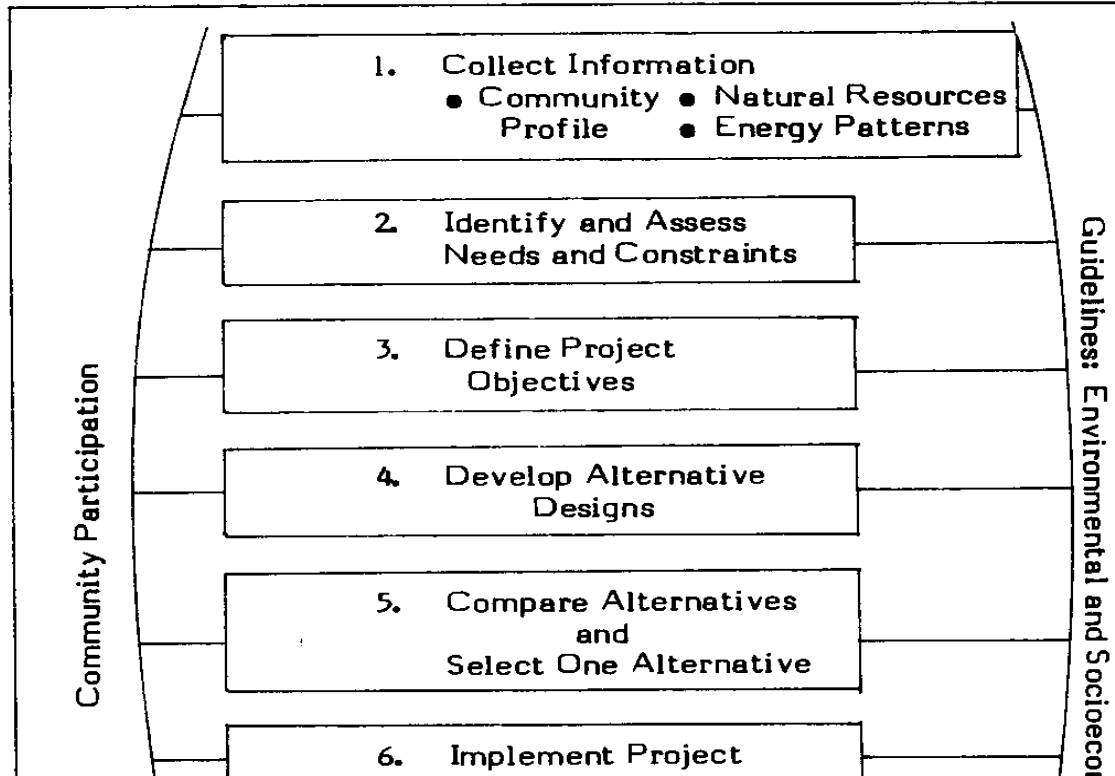 1. Collect Information
● Community ● Natural Resources
Profile ● Energy Patterns
2. Identify and Assess
Needs and Constraints
3. Define Project
Objectives
4. Develop Alternative
Designs
5. Compare Alternatives
and
Select One Alternative
6. Implement Project
Community Participation
Guidelines: Environmental and